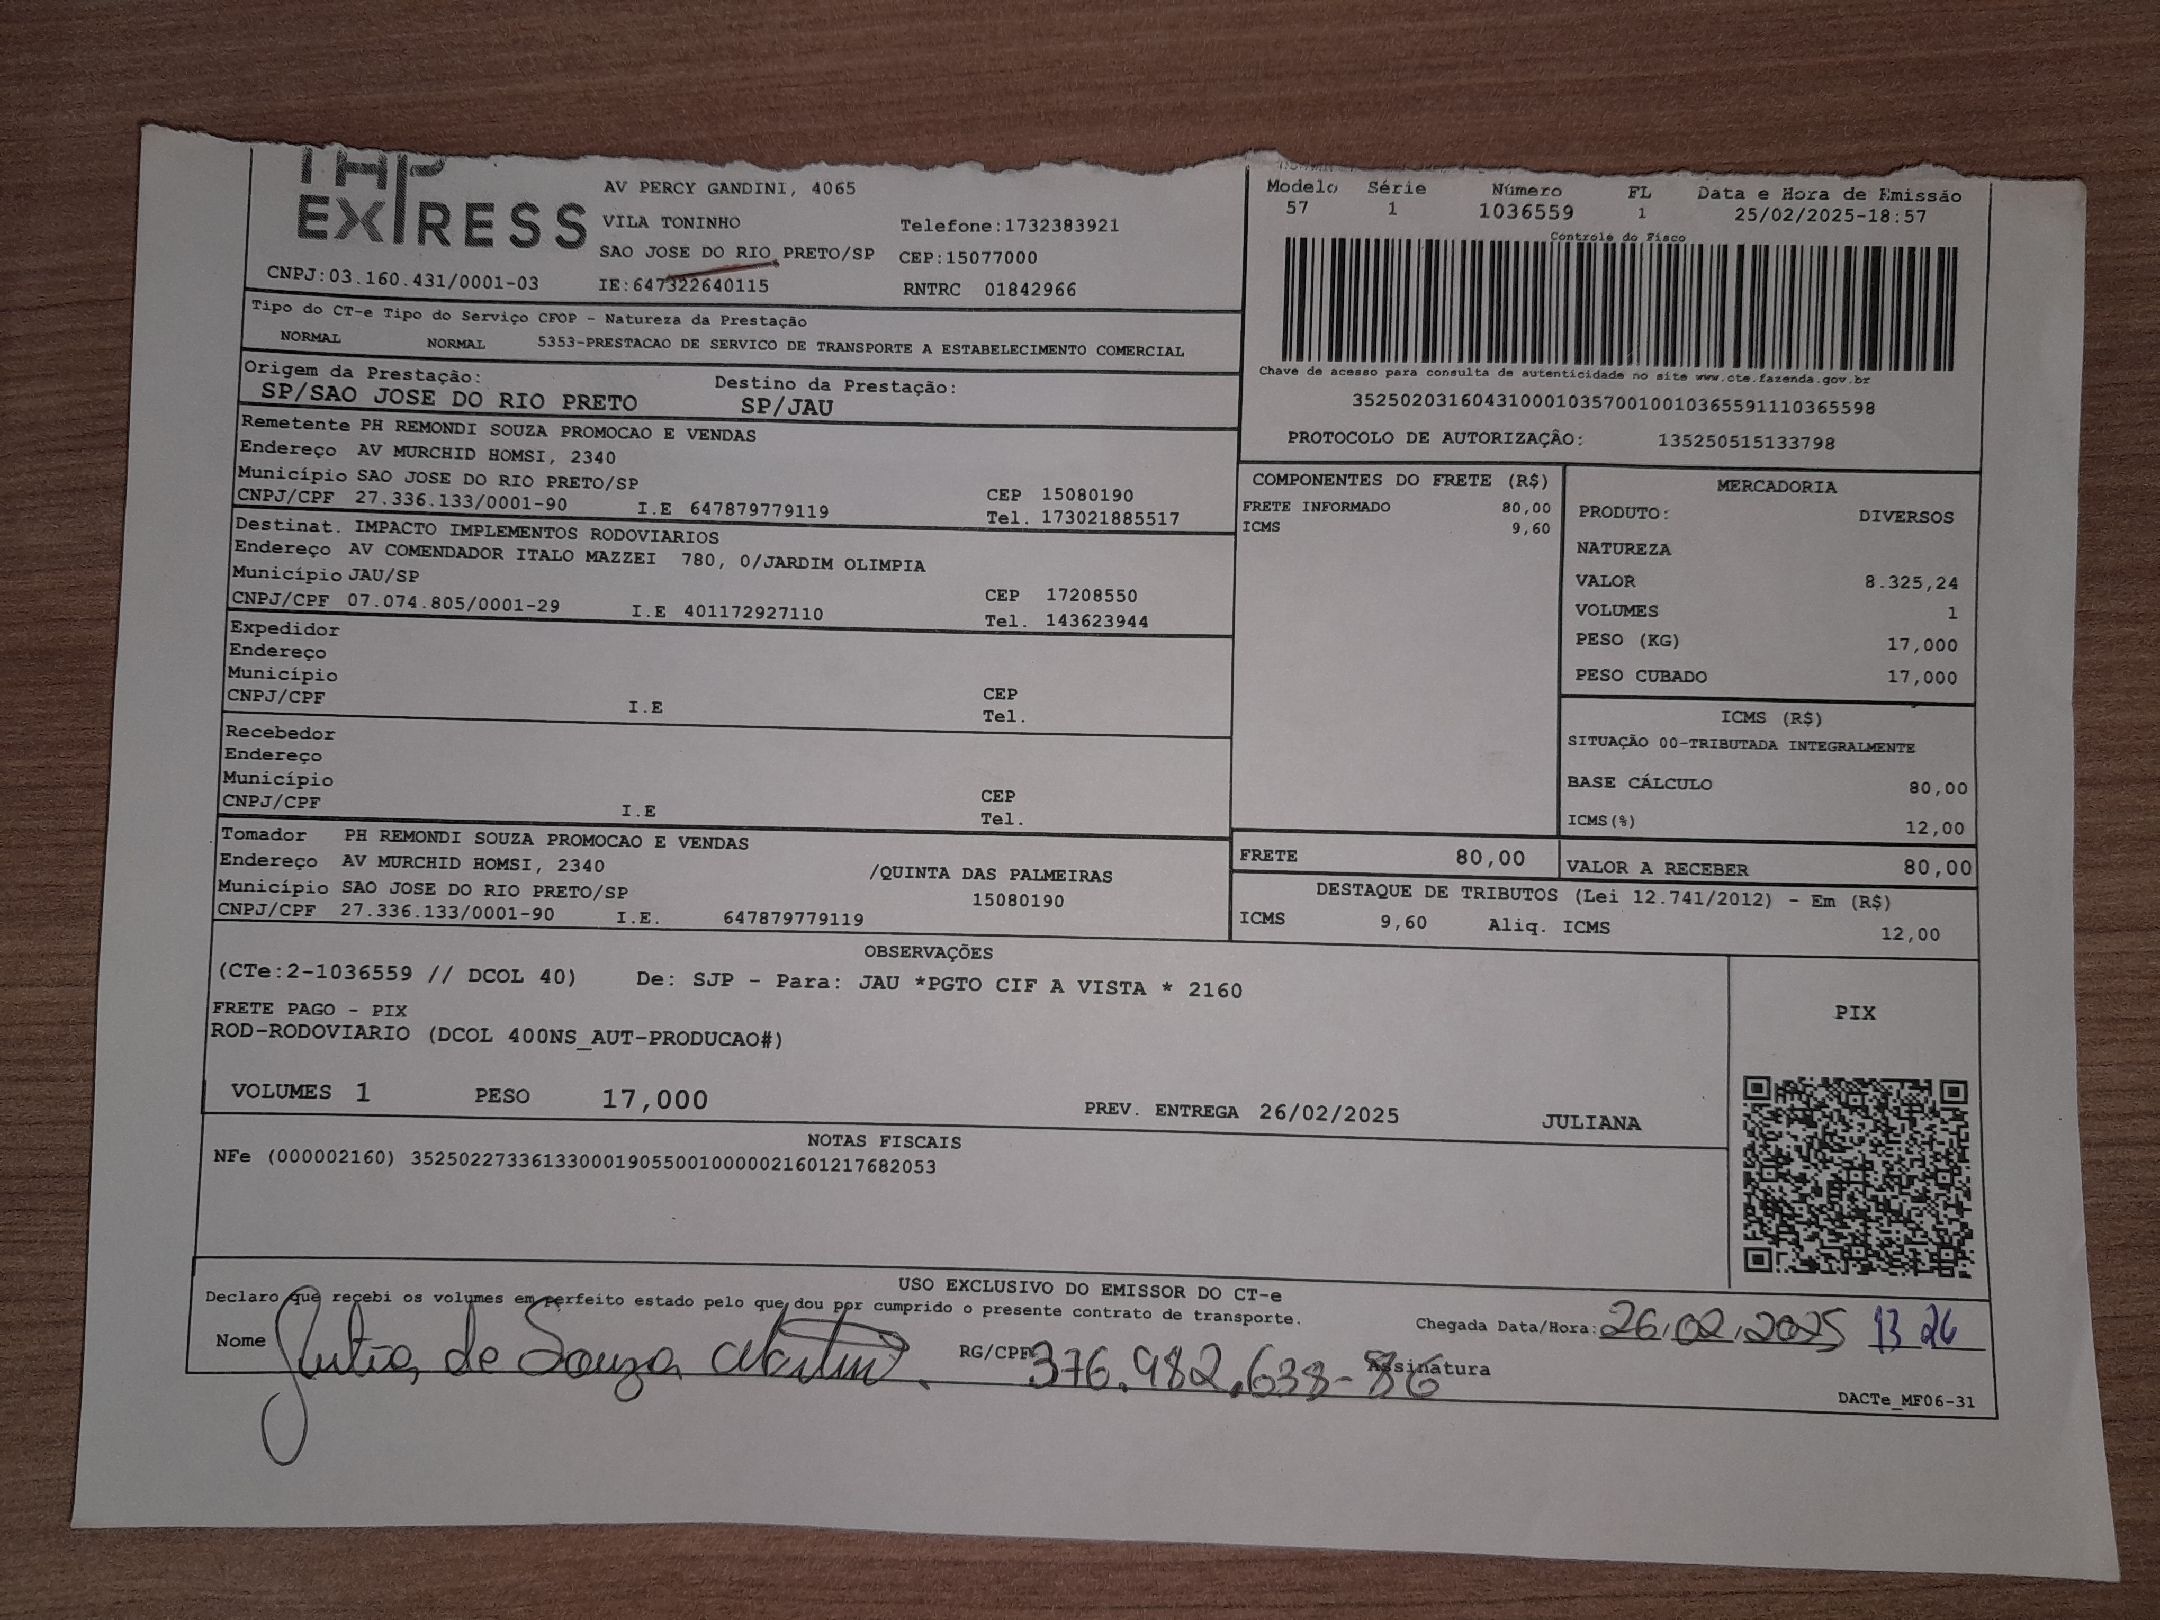 TAP
EXPRESS
AV PERCY GANDINI, 4065
VILA TONINHO
Telefone:1732383921
SAO JOSE DO RIO PRETO/SP CEP:15077000
CNPJ:03.160.431/0001-03 IE:647322640115 RNTRC 01842966
Modelo Série Número FL Data e Hora de Emissão
57 1 1036559 1 25/02/2025-18:57
Controle do Fisco
Chave de acesso para consulta de autenticidade no site www.cte.fazenda.gov.br
35250203160431000103570010010365591110365598
PROTOCOLO DE AUTORIZAÇÃO: 135250515133798
Tipo do CT-e Tipo do Serviço CFOP - Natureza da Prestação
NORMAL NORMAL 5353-PRESTACAO DE SERVICO DE TRANSPORTE A ESTABELECIMENTO COMERCIAL
Origem da Prestação: Destino da Prestação:
SP/SAO JOSE DO RIO PRETO SP/JAU
Remetente PH REMONDI SOUZA PROMOCAO E VENDAS
Endereço AV MURCHID HOMSI, 2340
Município SAO JOSE DO RIO PRETO/SP CEP 15080190
CNPJ/CPF 27.336.133/0001-90 I.E 647879779119 Tel. 173021885517
Destinat. IMPACTO IMPLEMENTOS RODOVIARIOS
Endereço AV COMENDADOR ITALO MAZZEI 780, 0/JARDIM OLIMPIA
Município JAU/SP CEP 17208550
CNPJ/CPF 07.074.805/0001-29 I.E 401172927110 Tel. 143623944
Expedidor
Endereço
Município CEP
CNPJ/CPF I.E Tel.
Recebedor
Endereço
Município CEP
CNPJ/CPF I.E Tel.
Tomador PH REMONDI SOUZA PROMOCAO E VENDAS
Endereço AV MURCHID HOMSI, 2340 /QUINTA DAS PALMEIRAS
Município SAO JOSE DO RIO PRETO/SP 15080190
CNPJ/CPF 27.336.133/0001-90 I.E. 647879779119
COMPONENTES DO FRETE (R$)
FRETE INFORMADO 80,00
ICMS 9,60
MERCADORIA
PRODUTO: DIVERSOS
NATUREZA
VALOR 8.325,24
VOLUMES 1
PESO (KG) 17,000
PESO CUBADO 17,000
ICMS (R$)
SITUAÇÃO 00-TRIBUTADA INTEGRALMENTE
BASE CÁLCULO 80,00
ICMS(%) 12,00
FRETE 80,00 VALOR A RECEBER 80,00
DESTAQUE DE TRIBUTOS (Lei 12.741/2012) - Em (R$)
ICMS 9,60 Aliq. ICMS 12,00
OBSERVAÇÕES
(CTe:2-1036559 // DCOL 40) De: SJP - Para: JAU *PGTO CIF A VISTA * 2160
FRETE PAGO - PIX
ROD-RODOVIARIO (DCOL 400NS_AUT-PRODUCAO#)
VOLUMES 1 PESO 17,000 PREV. ENTREGA 26/02/2025 JULIANA
PIX
NOTAS FISCAIS
NFe (000002160) 35250227336133000190550010000021601217682053
USO EXCLUSIVO DO EMISSOR DO CT-e
Declaro que recebi os volumes em perfeito estado pelo que dou por cumprido o presente contrato de transporte.
Chegada Data/Hora: 26.02.2025 13 26
Nome de Souza RG/CPF 376.982.638-86 Assinatura
DACTe_MF06-31